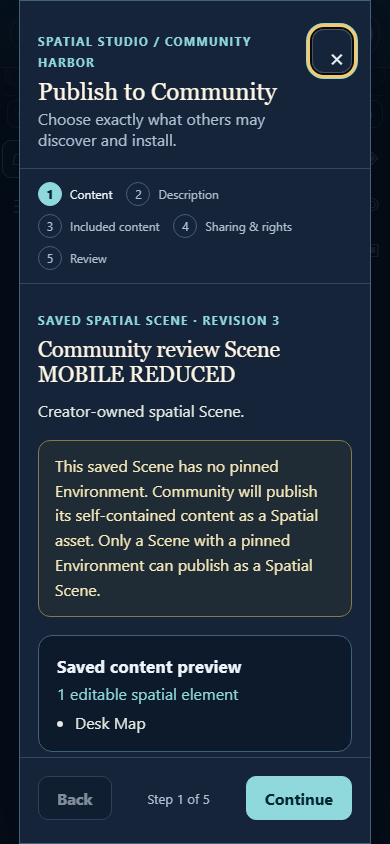 SPATIAL STUDIO / COMMUNITY
HARBOR
×
Publish to Community
Choose exactly what others may
discover and install.
1 Content 2 Description
3 Included content 4 Sharing & rights
5 Review
SAVED SPATIAL SCENE · REVISION 3
Community review Scene
MOBILE REDUCED
Creator-owned spatial Scene.
This saved Scene has no pinned
Environment. Community will publish
its self-contained content as a Spatial
asset. Only a Scene with a pinned
Environment can publish as a Spatial
Scene.
Saved content preview
1 editable spatial element
• Desk Map
Back Step 1 of 5 Continue